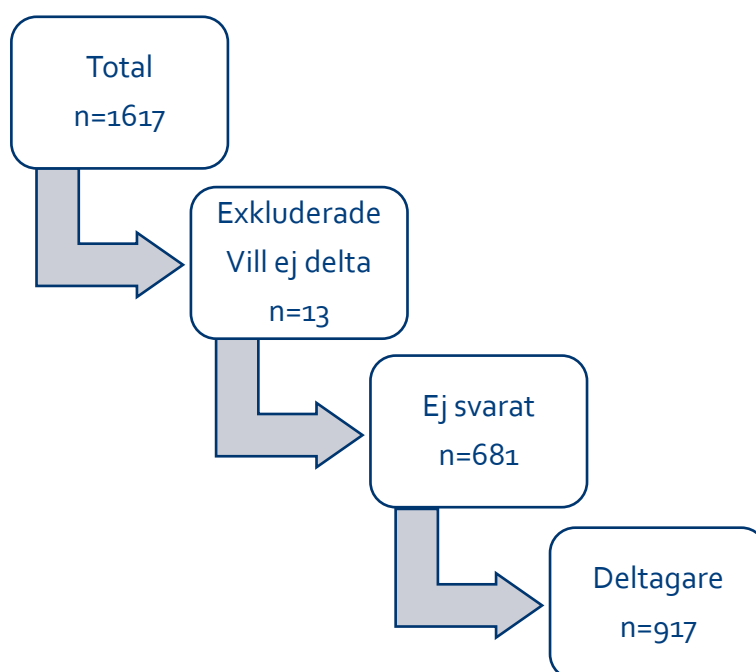 Total
n=1617
Exkluderade
Vill ej delta
n=13
Ej svarat
n=681
Deltagare
n=917